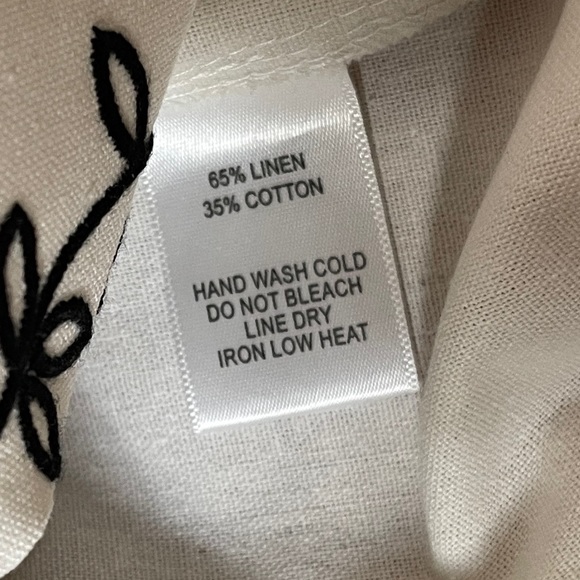 65% LINEN
35% COTTON
HAND WASH COLD
DO NOT BLEACH
LINE DRY
IRON LOW HEAT